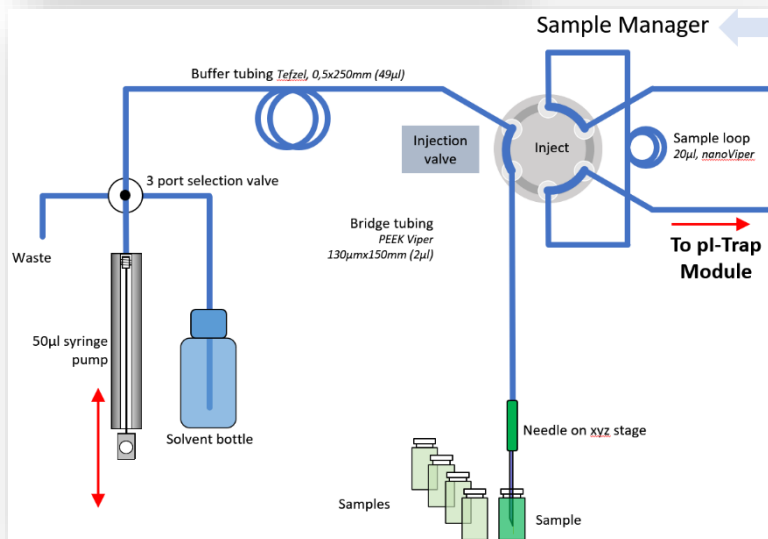 Sample Manager
Buffer tubing Tefzel, 0,5x250mm (49µl)
Injection
valve
Inject
Sample loop
20µl, nanoViper
3 port selection valve
Bridge tubing
PEEK Viper
130µmx150mm (2µl)
To pI-Trap
Module
Waste
50µl syringe
pump
Solvent bottle
Needle on xyz stage
Samples
Sample